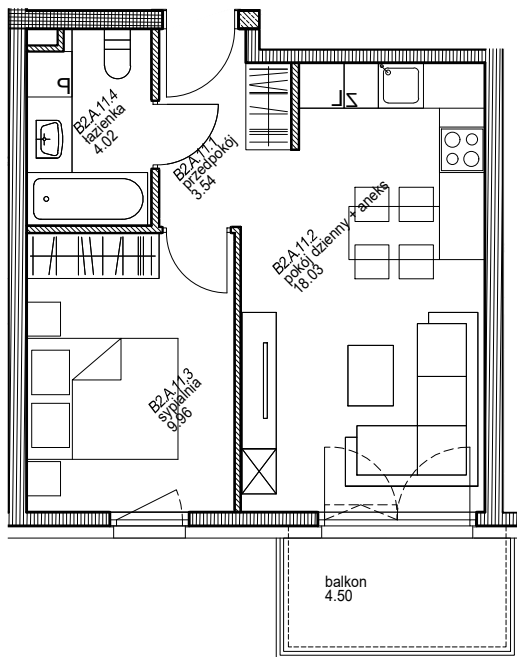 B2.A.11.4
łazienka
4.02
P
B2.A.11.1
przedpokój
3.54
L
Z
B2.A.11.2
pokój dzienny + aneks
18.03
B2.A.11.3
sypialnia
9.96
balkon
4.50